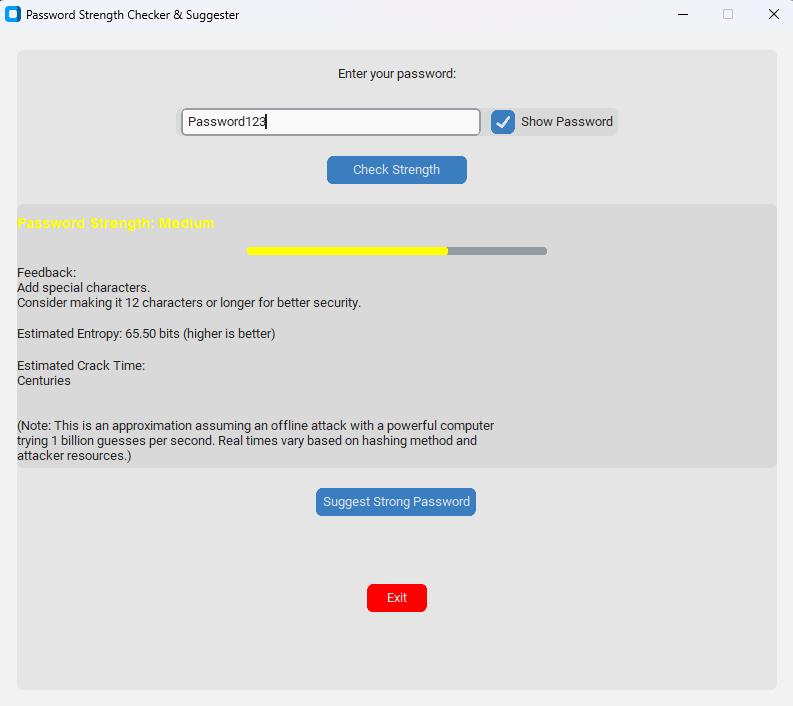 Password Strength Checker & Suggester
Enter your password:
Password123
Show Password
Check Strength
Password Strength: Medium
Feedback:
Add special characters.
Consider making it 12 characters or longer for better security.
Estimated Entropy: 65.50 bits (higher is better)
Estimated Crack Time:
Centuries
(Note: This is an approximation assuming an offline attack with a powerful computer
trying 1 billion guesses per second. Real times vary based on hashing method and
attacker resources.)
Suggest Strong Password
Exit